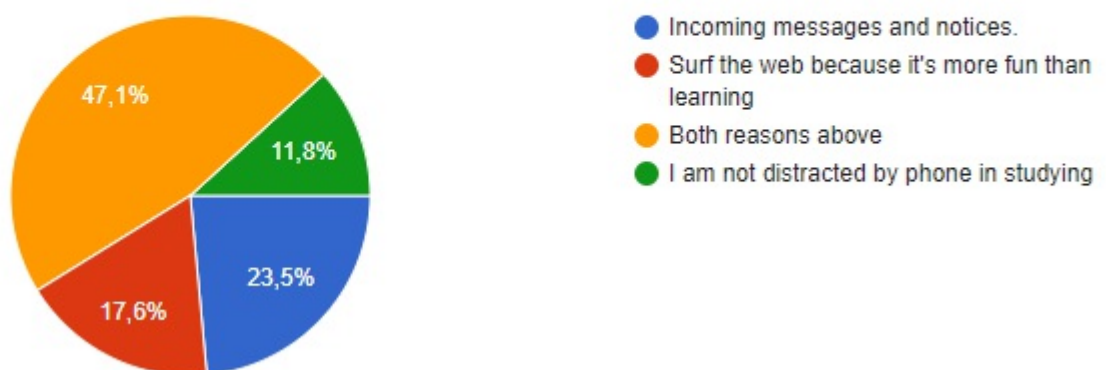 47,1%
11,8%
17,6%
23,5%
Incoming messages and notices.
Surf the web because it's more fun than
learning
Both reasons above
I am not distracted by phone in studying